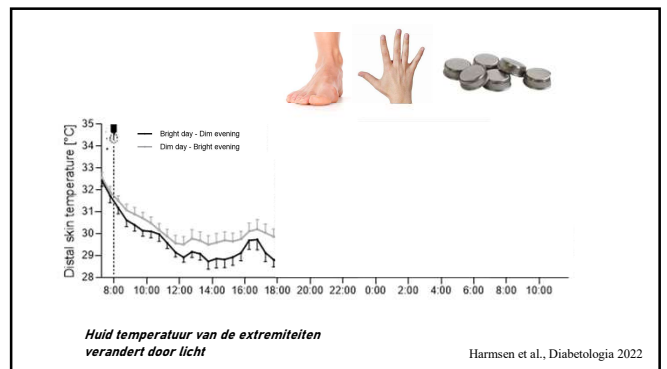 Distal skin temperature [°C]
35
34
33
32
31
30
29
28
Bright day - Dim evening
Dim day - Bright evening
8:00 10:00 12:00 14:00 16:00 18:00 20:00 22:00 0:00 2:00 4:00 6:00 8:00 10:00
Huid temperatuur van de extremiteiten
verandert door licht
Harmsen et al., Diabetologia 2022